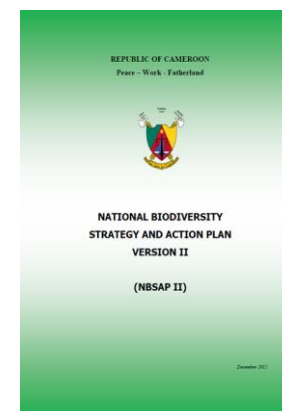 REPUBLIC OF CAMEROON
Peace – Work - Fatherland
NATIONAL BIODIVERSITY
STRATEGY AND ACTION PLAN
VERSION II
(NBSAP II)
December 2012